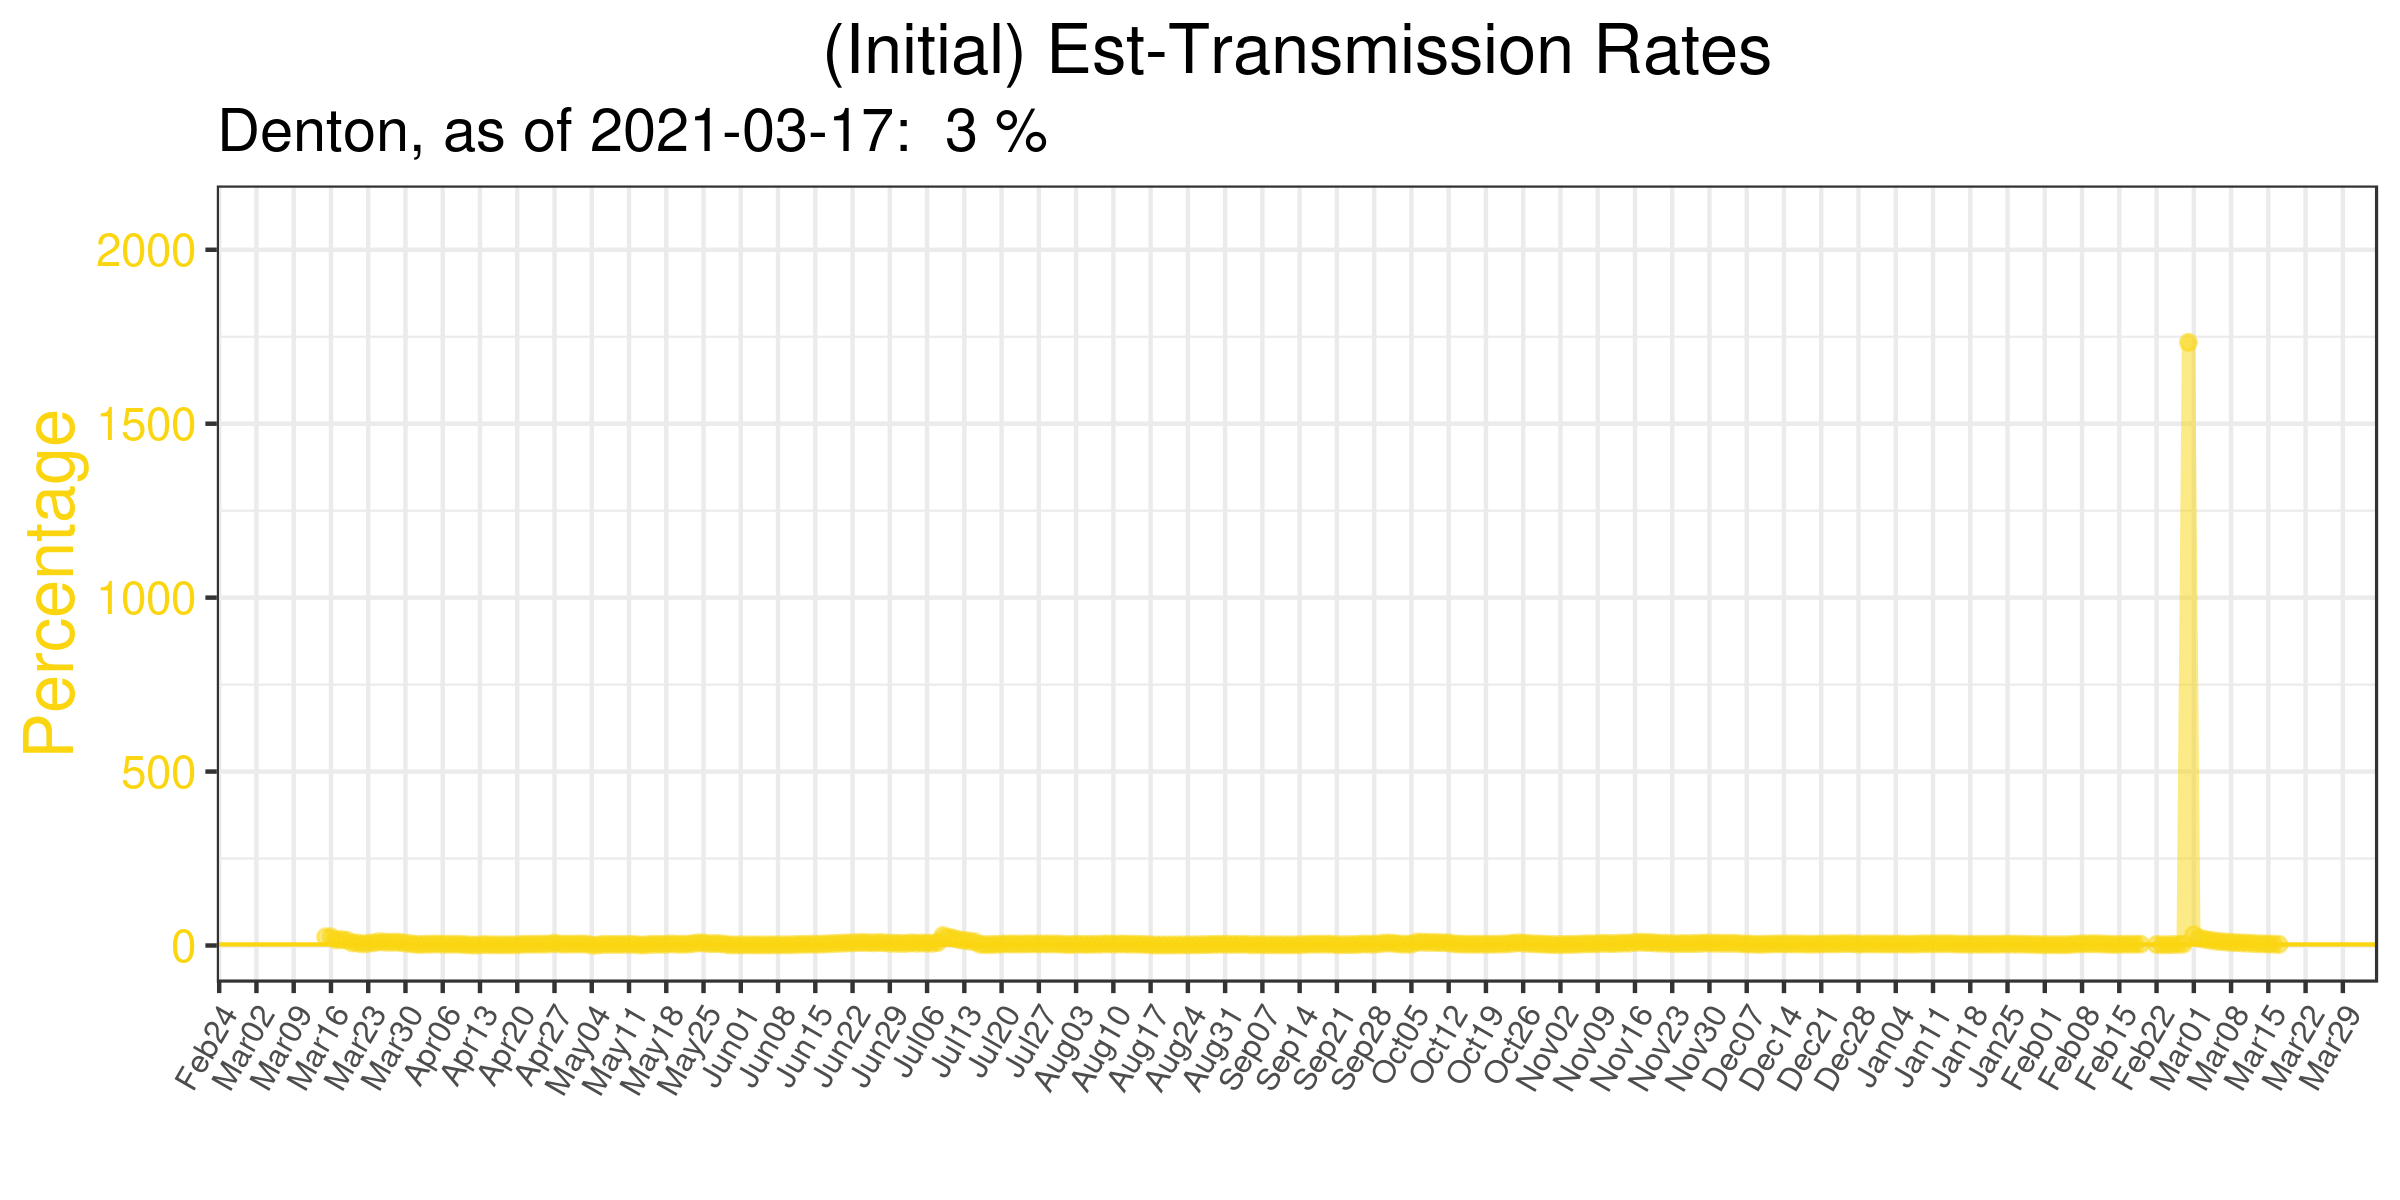 (Initial) Est-Transmission Rates
Denton, as of 2021-03-17:  3 %
Percentage
2000
1500
1000
500
0
Feb24
Mar02
Mar09
Mar16
Mar23
Mar30
Apr06
Apr13
Apr20
Apr27
May04
May11
May18
May25
Jun01
Jun08
Jun15
Jun22
Jun29
Jul06
Jul13
Jul20
Jul27
Aug03
Aug10
Aug17
Aug24
Aug31
Sep07
Sep14
Sep21
Sep28
Oct05
Oct12
Oct19
Oct26
Nov02
Nov09
Nov16
Nov23
Nov30
Dec07
Dec14
Dec21
Dec28
Jan04
Jan11
Jan18
Jan25
Feb01
Feb08
Feb15
Feb22
Mar01
Mar08
Mar15
Mar22
Mar29